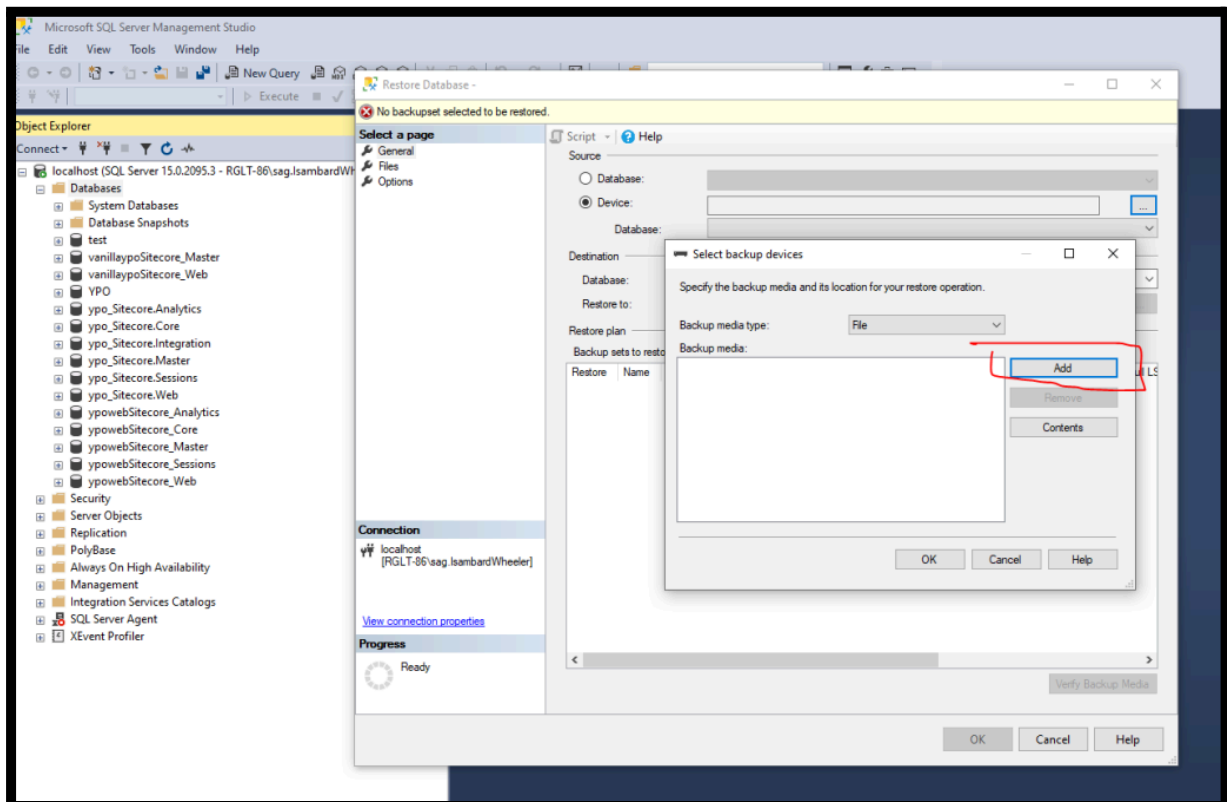 Microsoft SQL Server Management Studio
File Edit View Tools Window Help
New Query
Execute
Object Explorer
Connect
localhost (SQL Server 15.0.2095.3 - RGLT-86\sag.IsambardWh
Databases
System Databases
Database Snapshots
test
vanillaypoSitecore_Master
vanillaypoSitecore_Web
YPO
ypo_Sitecore.Analytics
ypo_Sitecore.Core
ypo_Sitecore.Integration
ypo_Sitecore.Master
ypo_Sitecore.Sessions
ypo_Sitecore.Web
ypowebSitecore_Analytics
ypowebSitecore_Core
ypowebSitecore_Master
ypowebSitecore_Sessions
ypowebSitecore_Web
Security
Server Objects
Replication
PolyBase
Always On High Availability
Management
Integration Services Catalogs
SQL Server Agent
XEvent Profiler
Restore Database -
No backupset selected to be restored.
Select a page
General
Files
Options
Connection
localhost
[RGLT-86\sag.IsambardWheeler]
View connection properties
Progress
Ready
Script Help
Source
Database:
Device:
...
Database:
Destination
Database:
Restore to:
Restore plan
Backup sets to resto
Restore Name
ull LS
Verify Backup Media
OK Cancel Help
Select backup devices
Specify the backup media and its location for your restore operation.
Backup media type: File
Backup media:
Add
Remove
Contents
OK Cancel Help